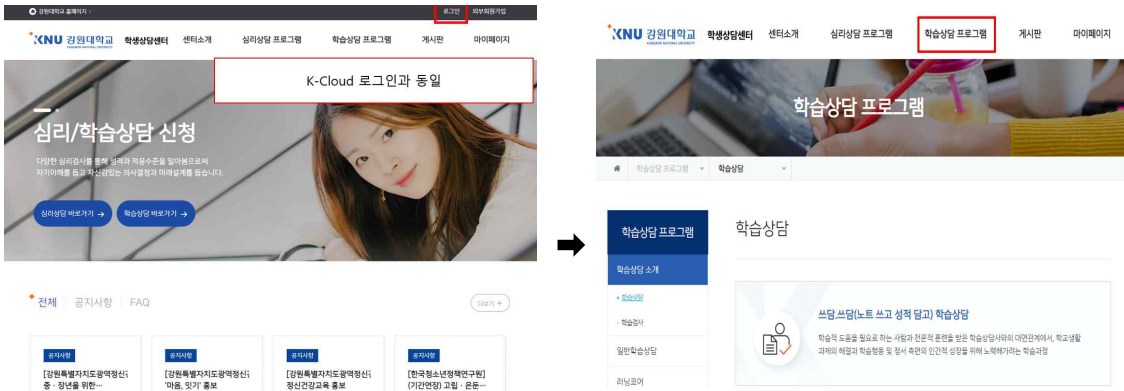 강원대학교 홈페이지
로그인
외부회원가입
KNU 강원대학교
학생상담센터
센터소개
심리상담 프로그램
학습상담 프로그램
게시판
마이페이지
K-Cloud 로그인과 동일
심리/학습상담 신청
다양한 심리검사를 통해 성격과 적응수준을 알아봄으로써
자기이해를 돕고 자신감있는 의사결정과 미래설계를 돕습니다.
심리상담 바로가기 →
학습상담 바로가기 →
전체
공지사항
FAQ
더보기 +
공지사항
[강원특별자치도광역정신
중 · 장년을 위한…
공지사항
[강원특별자치도광역정신
'마음, 잇기' 홍보
공지사항
[강원특별자치도광역정신
정신건강교육 홍보
공지사항
[한국청소년정책연구원]
(기간연장) 고립 · 은둔…
KNU 강원대학교
학생상담센터
센터소개
심리상담 프로그램
학습상담 프로그램
게시판
마이페이지
학습상담 프로그램
학습상담 프로그램
학습상담
학습상담 프로그램
학습상담 소개
학습상담
학습검사
일반학습상담
러닝코어
학습상담
쓰담.쓰담(노트 쓰고 성적 담고) 학습상담
학습적 도움을 필요로 하는 사람과 전문적 훈련을 받은 학습상담사와의 대면관계에서, 학교생활
과제의 해결과 학습행동 및 정서 측면의 인간적 성장을 위해 노력해가려는 학습과정